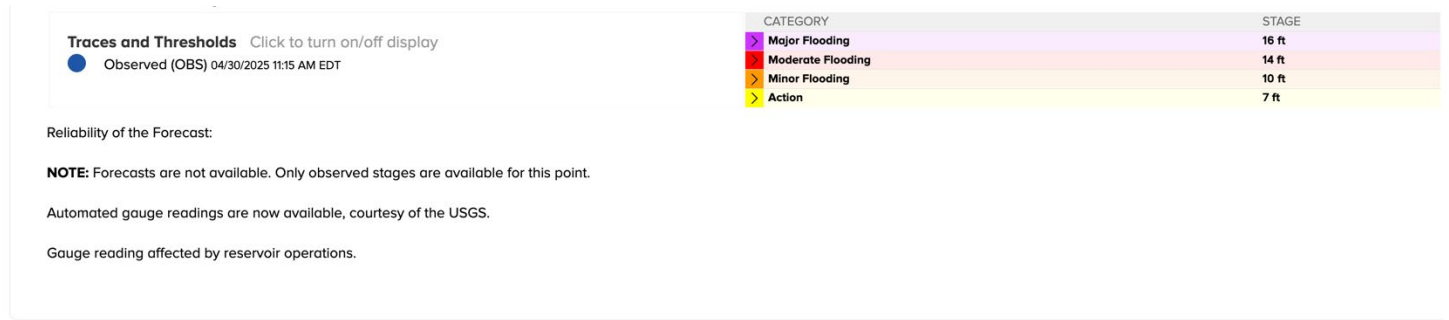 CATEGORY STAGE
Traces and Thresholds Click to turn on/off display
Major Flooding 16 ft
Observed (OBS) 04/30/2025 11:15 AM EDT
Moderate Flooding 14 ft
Minor Flooding 10 ft
Action 7 ft
Reliability of the Forecast:
NOTE: Forecasts are not available. Only observed stages are available for this point.
Automated gauge readings are now available, courtesy of the USGS.
Gauge reading affected by reservoir operations.